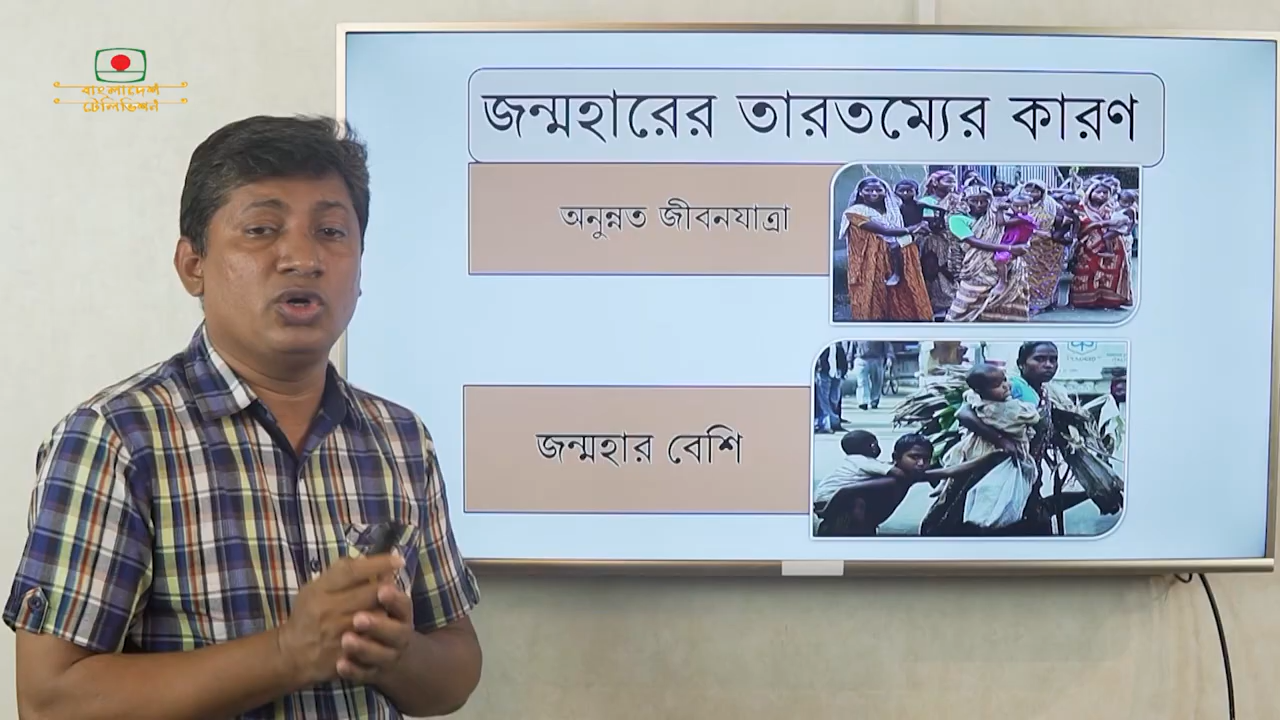 বাংলাদেশ
টেলিভিশন
জন্মহারের তারতম্যের কারণ
অনুন্নত জীবনযাত্রা
জন্মহার বেশি